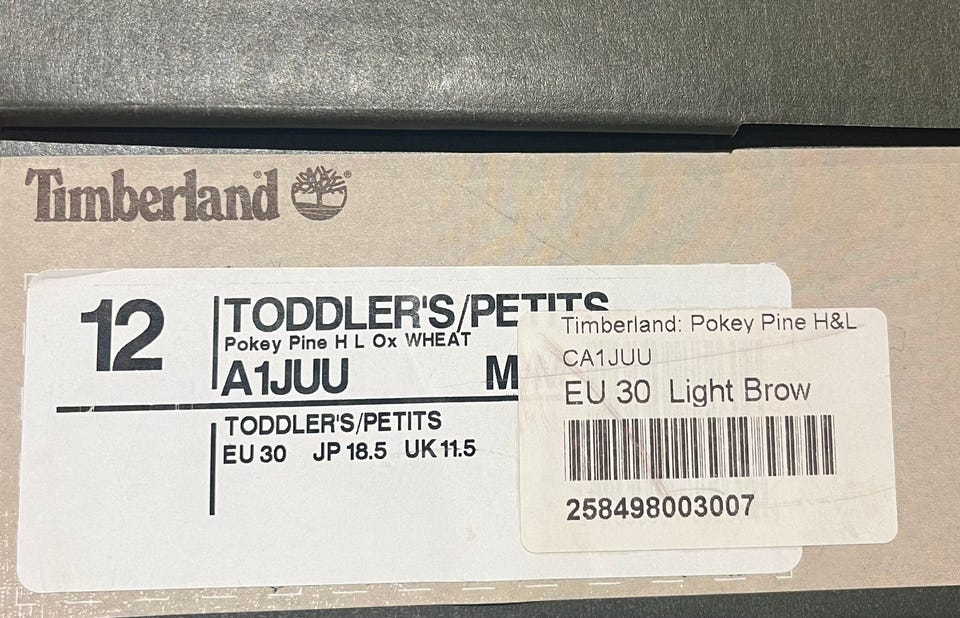 Timberland®
12
TODDLER'S/PETITS
Pokey Pine H L Ox WHEAT
A1JUU M
TODDLER'S/PETITS
EU 30 JP 18.5 UK 11.5
Timberland: Pokey Pine H&L
CA1JUU
EU 30 Light Brow
258498003007